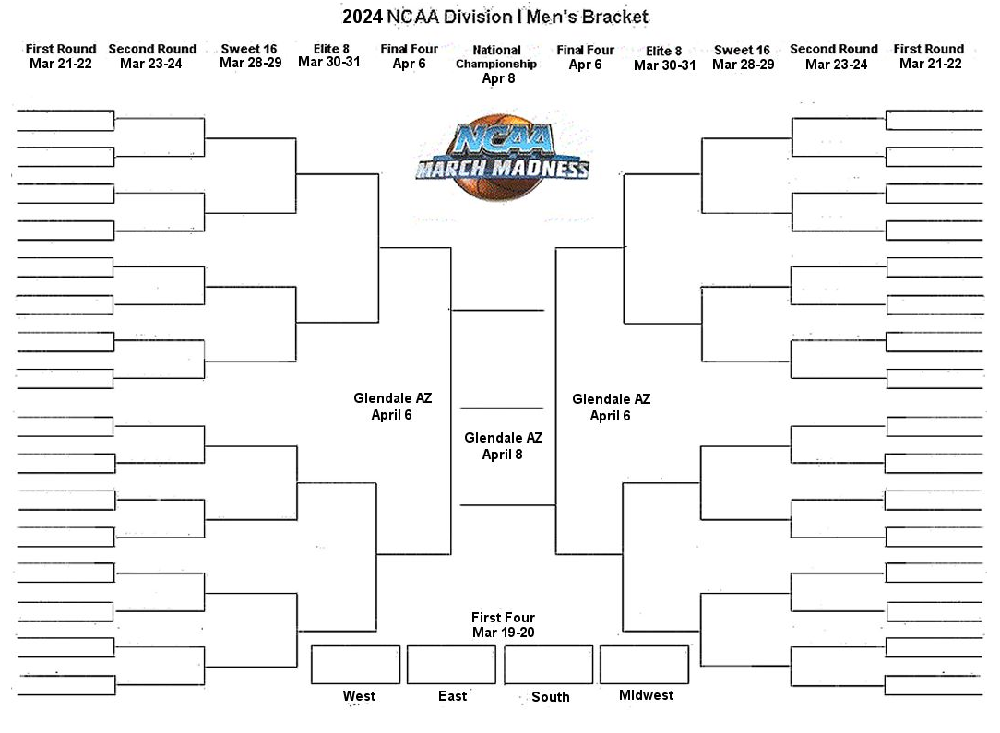 2024 NCAA Division I Men's Bracket
First Round
Mar 21-22
Second Round
Mar 23-24
Sweet 16
Mar 28-29
Elite 8
Mar 30-31
Final Four
Apr 6
National
Championship
Apr 8
Final Four
Apr 6
Elite 8
Mar 30-31
Sweet 16
Mar 28-29
Second Round
Mar 23-24
First Round
Mar 21-22
NCAA
MARCH MADNESS
Glendale AZ
April 6
Glendale AZ
April 6
Glendale AZ
April 8
First Four
Mar 19-20
West
East
South
Midwest